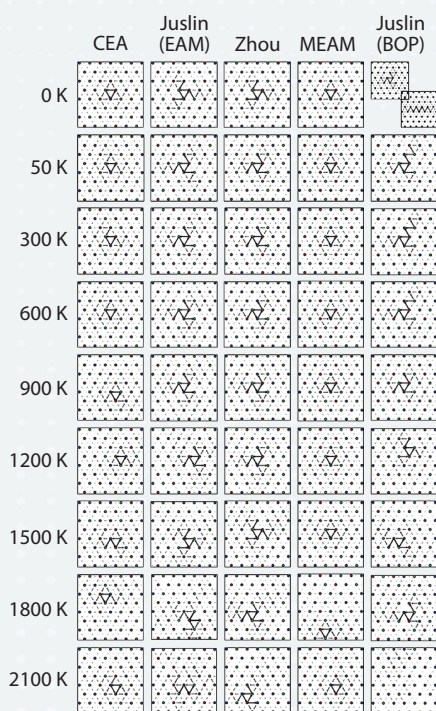 CEA Juslin (EAM) Zhou MEAM Juslin (BOP)
0 K
50 K
300 K
600 K
900 K
1200 K
1500 K
1800 K
2100 K